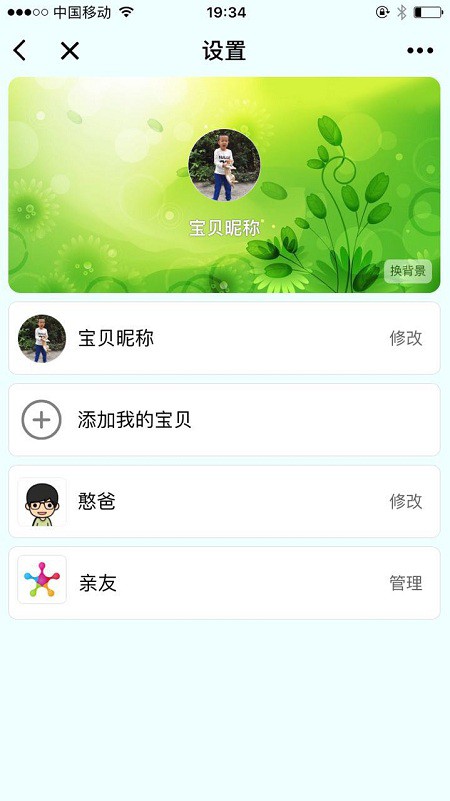 中国移动 19:34
设置
宝贝昵称
换背景
宝贝昵称 修改
添加我的宝贝
憨爸 修改
亲友 管理